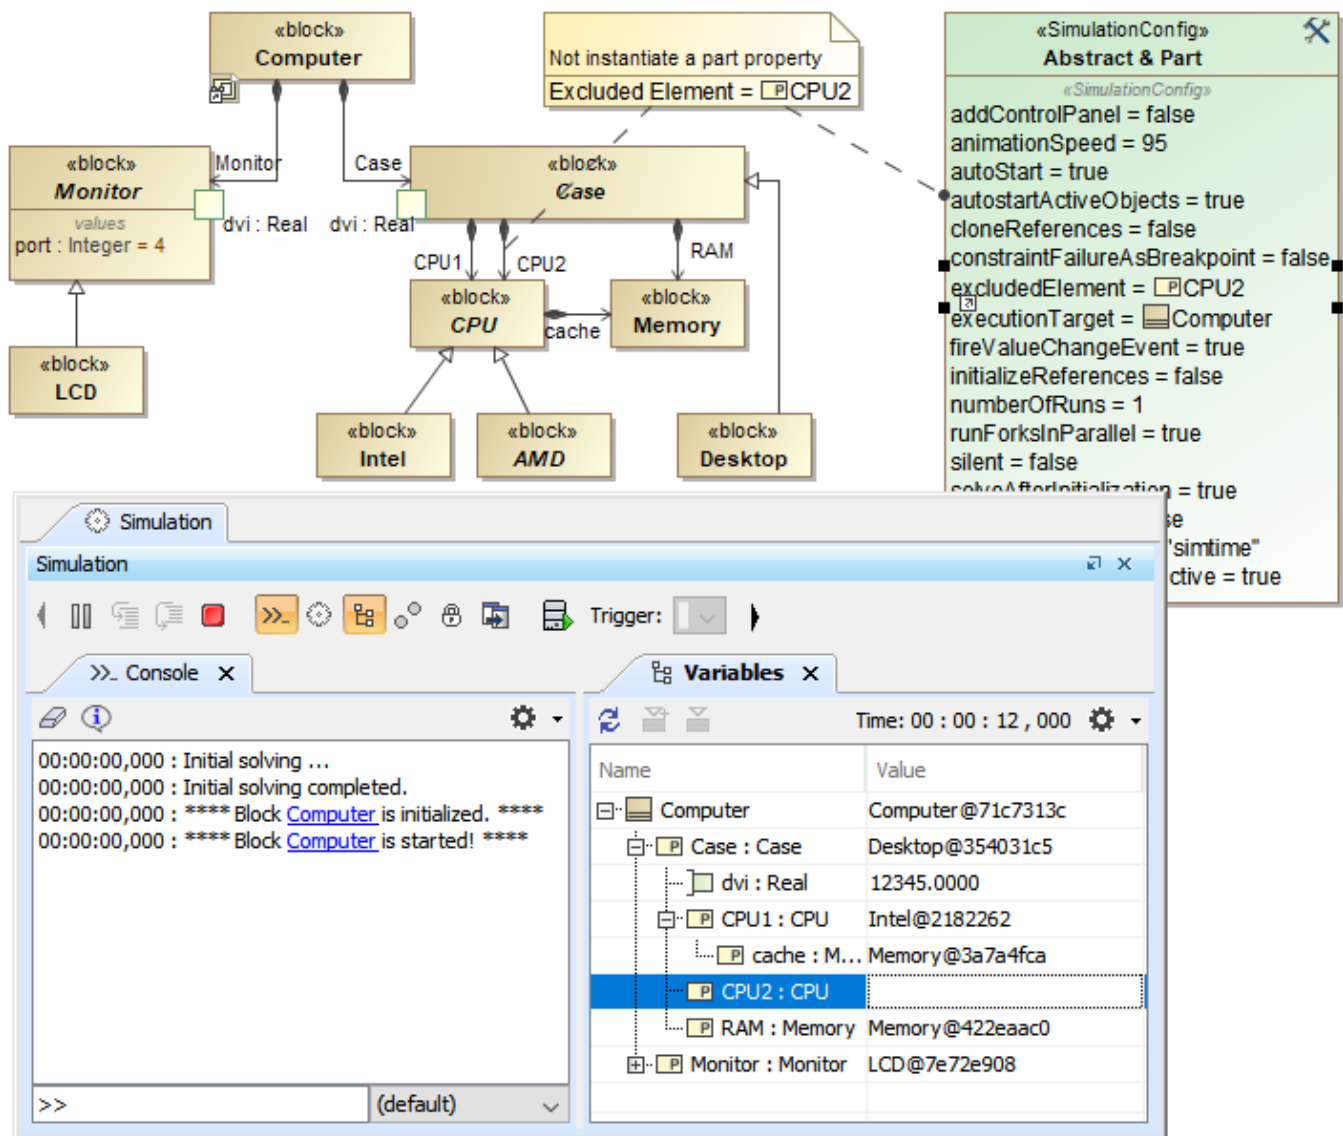 «block»
Computer
Not instantiate a part property
Excluded Element = PCPU2
«SimulationConfig»
Abstract & Part
«SimulationConfig»
addControlPanel = false
animationSpeed = 95
autoStart = true
autostartActiveObjects = true
cloneReferences = false
constraintFailureAsBreakpoint = false
excludedElement = PCPU2
executionTarget = Computer
fireValueChangeEvent = true
initializeReferences = false
numberOfRuns = 1
runForksInParallel = true
silent = false
solveAfterInitialization = true
se
"simtime"
ctive = true
«block»
Monitor
values
port : Integer = 4
Monitor
dvi : Real
Case
dvi : Real
«block»
Case
CPU1
CPU2
RAM
«block»
CPU
cache
«block»
Memory
«block»
LCD
«block»
Intel
«block»
AMD
«block»
Desktop
Simulation
Simulation
Trigger:
>>_ Console X
Variables X
Time: 00 : 00 : 12 , 000
00:00:00,000 : Initial solving ...
00:00:00,000 : Initial solving completed.
00:00:00,000 : **** Block Computer is initialized. ****
00:00:00,000 : **** Block Computer is started! ****
>>
(default)
Name Value
Computer Computer@71c7313c
P Case : Case Desktop@354031c5
dvi : Real 12345.0000
P CPU1 : CPU Intel@2182262
P cache : M... Memory@3a7a4fca
P CPU2 : CPU
P RAM : Memory Memory@422eaac0
P Monitor : Monitor LCD@7e72e908